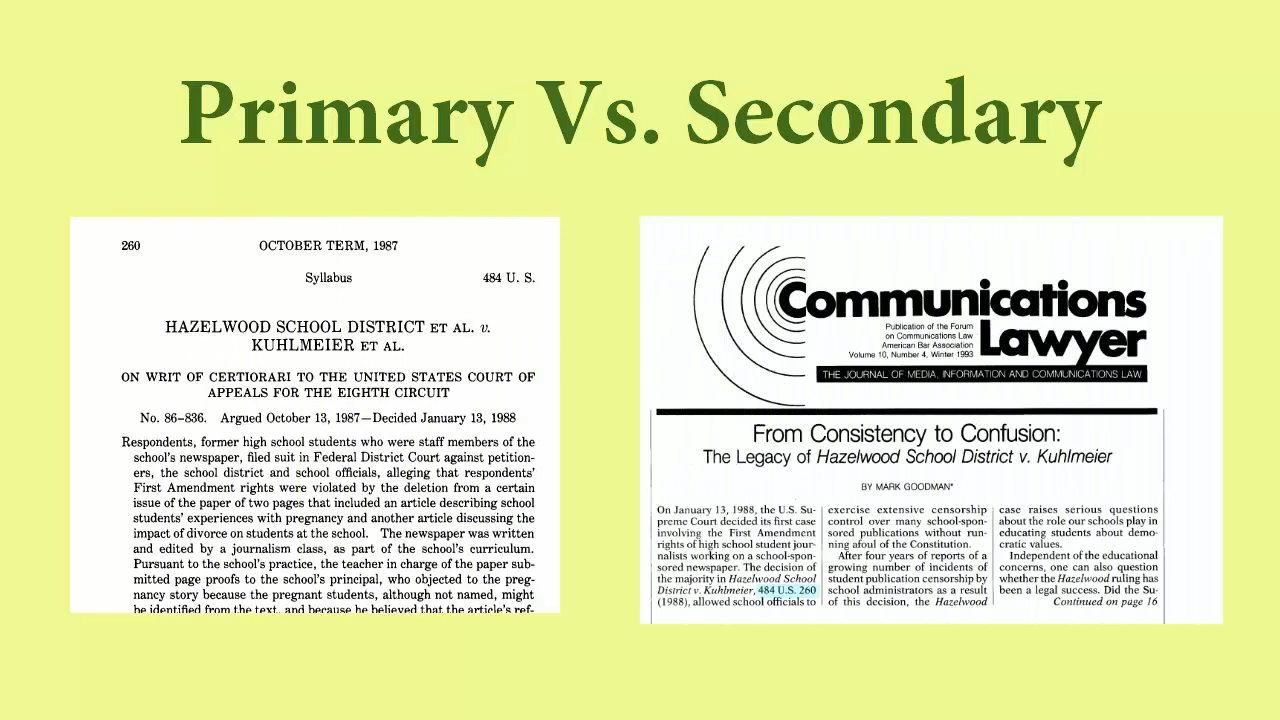 Primary Vs. Secondary
260 OCTOBER TERM, 1987
Syllabus 484 U. S.
HAZELWOOD SCHOOL DISTRICT ET AL. v.
KUHLMEIER ET AL.
ON WRIT OF CERTIORARI TO THE UNITED STATES COURT OF
APPEALS FOR THE EIGHTH CIRCUIT
No. 86–836. Argued October 13, 1987—Decided January 13, 1988
Respondents, former high school students who were staff members of the
school's newspaper, filed suit in Federal District Court against petition-
ers, the school district and school officials, alleging that respondents'
First Amendment rights were violated by the deletion from a certain
issue of the paper of two pages that included an article describing school
students' experiences with pregnancy and another article discussing the
impact of divorce on students at the school. The newspaper was written
and edited by a journalism class, as part of the school's curriculum.
Pursuant to the school's practice, the teacher in charge of the paper sub-
mitted page proofs to the school's principal, who objected to the preg-
nancy story because the pregnant students, although not named, might
be identified from the text, and because he believed that the article's ref-
Communications
Lawyer
Publication of the Forum
on Communications Law
American Bar Association
Volume 10, Number 4, Winter 1993
THE JOURNAL OF MEDIA, INFORMATION AND COMMUNICATIONS LAW
From Consistency to Confusion:
The Legacy of Hazelwood School District v. Kuhlmeier
BY MARK GOODMAN*
On January 13, 1988, the U.S. Su-
preme Court decided its first case
involving the First Amendment
rights of high school student jour-
nalists working on a school-spon-
sored newspaper. The decision of
the majority in Hazelwood School
District v. Kuhlmeier, 484 U.S. 260
(1988), allowed school officials to
exercise extensive censorship
control over many school-spon-
sored publications without run-
ning afoul of the Constitution.
After four years of reports of a
growing number of incidents of
student publication censorship by
school administrators as a result
of this decision, the Hazelwood
case raises serious questions
about the role our schools play in
educating students about demo-
cratic values.
Independent of the educational
concerns, one can also question
whether the Hazelwood ruling has
been a legal success. Did the Su-
Continued on page 16